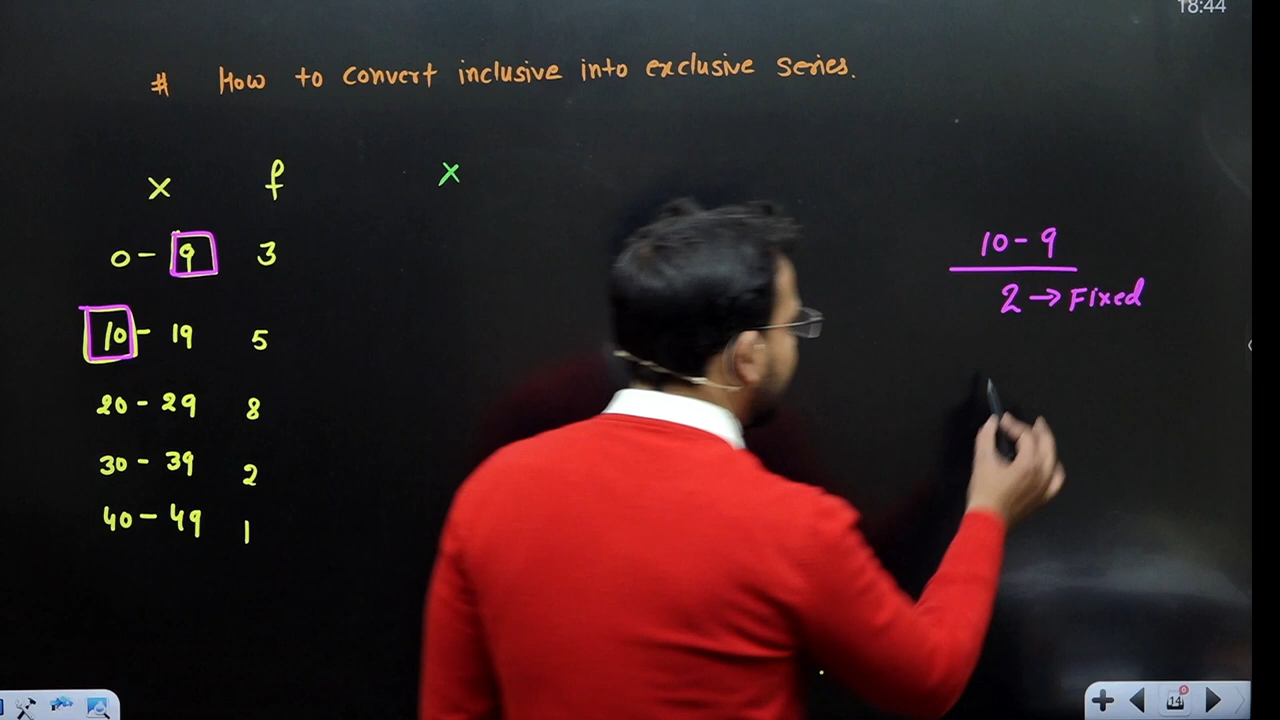 18:44
# How to convert inclusive into exclusive series.
X f X
0 - 9 3
10 - 19 5
20 - 29 8
30 - 39 2
40 - 49 1
10 - 9
2 → Fixed
14